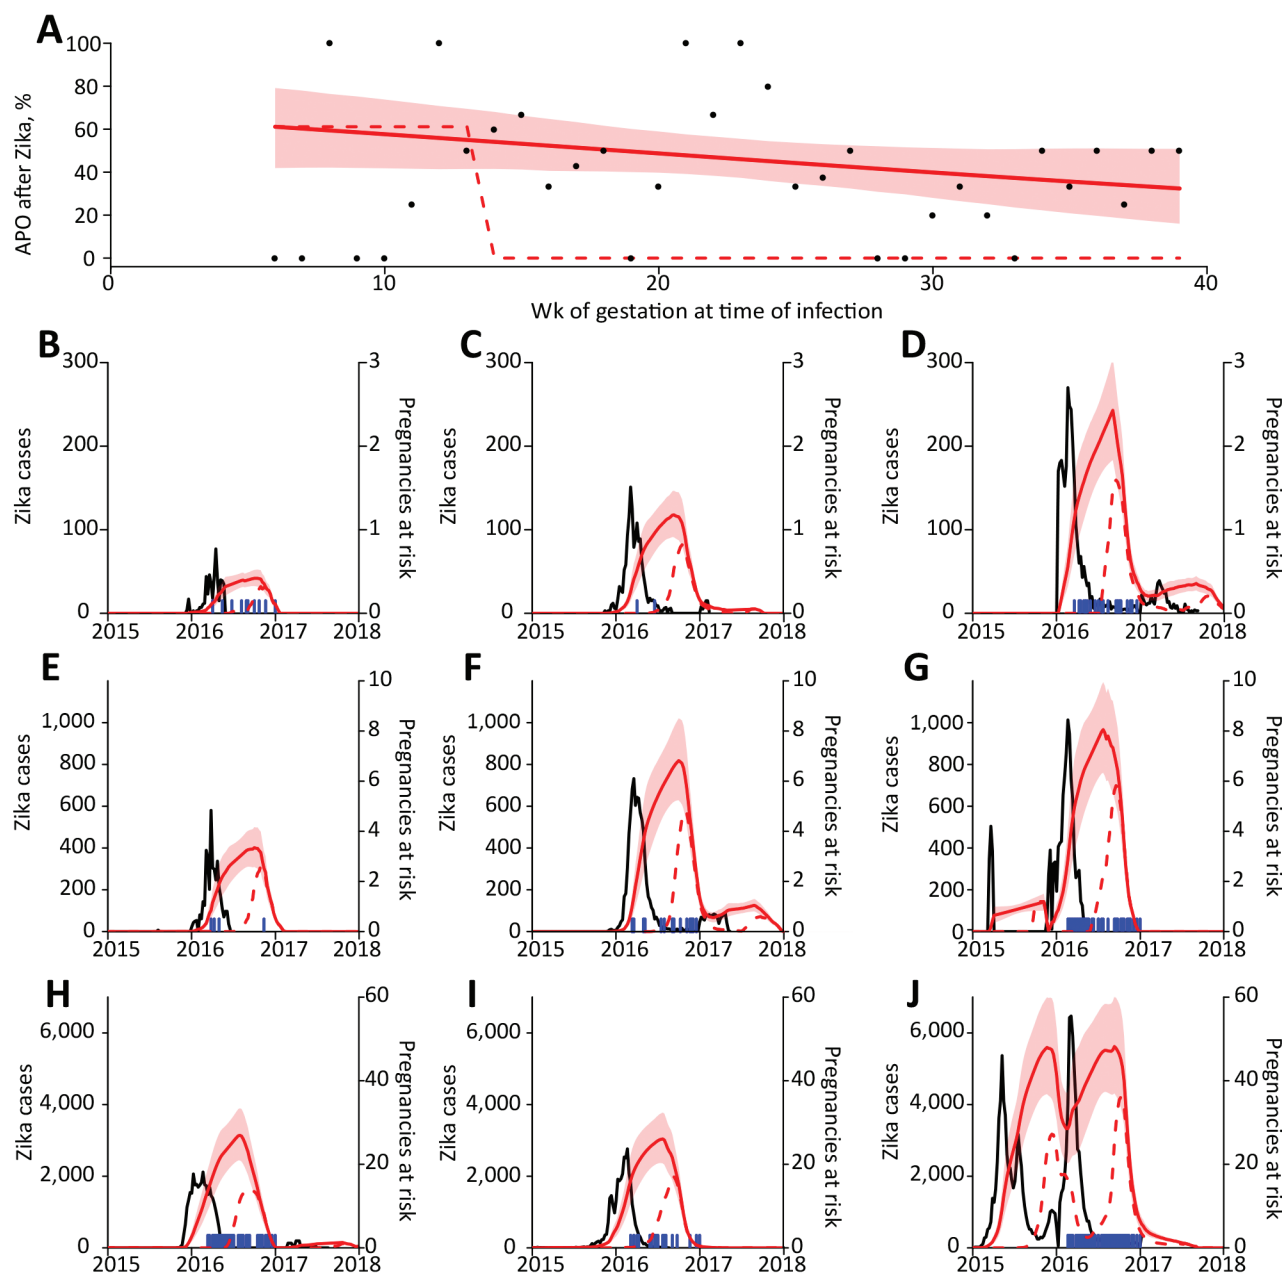 A
100
80
60
40
20
0
APO after Zika, %
0 10 20 30 40
Wk of gestation at time of infection
B
300
200
100
0
Zika cases
3
2
1
0
Pregnancies at risk
2015 2016 2017 2018
C
300
200
100
0
Zika cases
3
2
1
0
Pregnancies at risk
2015 2016 2017 2018
D
300
200
100
0
Zika cases
3
2
1
0
Pregnancies at risk
2015 2016 2017 2018
E
1,000
800
600
400
200
0
Zika cases
10
8
6
4
2
0
Pregnancies at risk
2015 2016 2017 2018
F
1,000
800
600
400
200
0
Zika cases
10
8
6
4
2
0
Pregnancies at risk
2015 2016 2017 2018
G
1,000
800
600
400
200
0
Zika cases
10
8
6
4
2
0
Pregnancies at risk
2015 2016 2017 2018
H
6,000
4,000
2,000
0
Zika cases
60
40
20
0
Pregnancies at risk
2015 2016 2017 2018
I
6,000
4,000
2,000
0
Zika cases
60
40
20
0
Pregnancies at risk
2015 2016 2017 2018
J
6,000
4,000
2,000
0
Zika cases
60
40
20
0
Pregnancies at risk
2015 2016 2017 2018